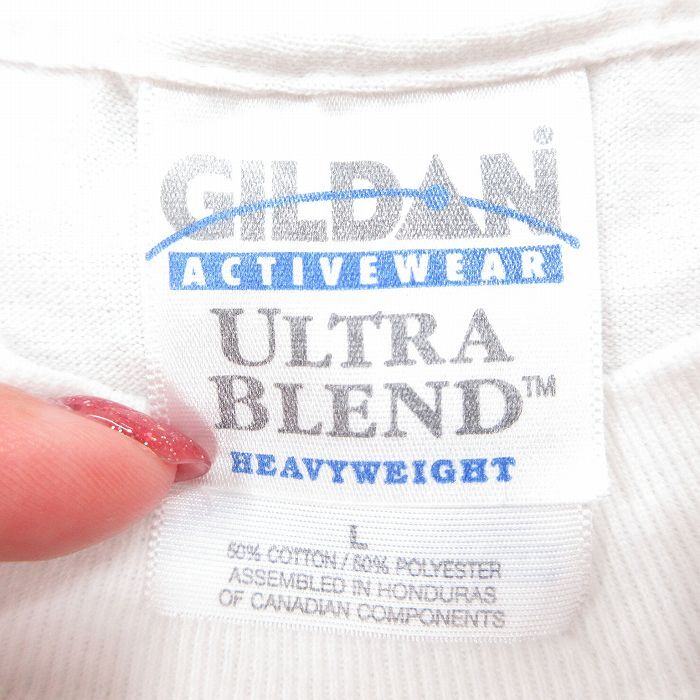 GILDAN®
ACTIVEWEAR
ULTRA
BLEND™
HEAVYWEIGHT
L
50% COTTON / 50% POLYESTER
ASSEMBLED IN HONDURAS
OF CANADIAN COMPONENTS